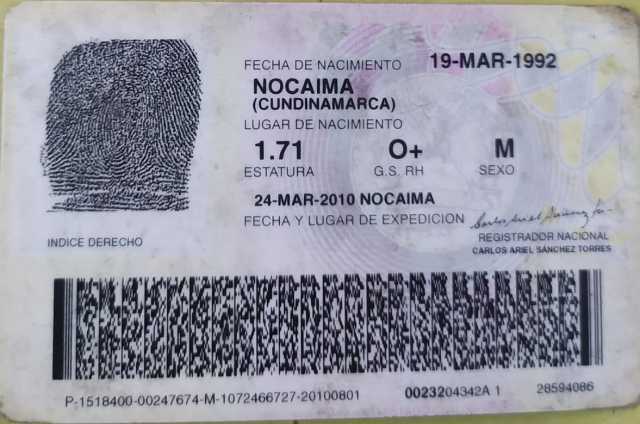 FECHA DE NACIMIENTO 19-MAR-1992
NOCAIMA
(CUNDINAMARCA)
LUGAR DE NACIMIENTO
1.71 O+ M
ESTATURA G.S. RH SEXO
24-MAR-2010 NOCAIMA
FECHA Y LUGAR DE EXPEDICION
INDICE DERECHO
REGISTRADOR NACIONAL
CARLOS ARIEL SÁNCHEZ TORRES
P-1518400-00247674-M-1072466727-20100801 0023204342A 1 28594086